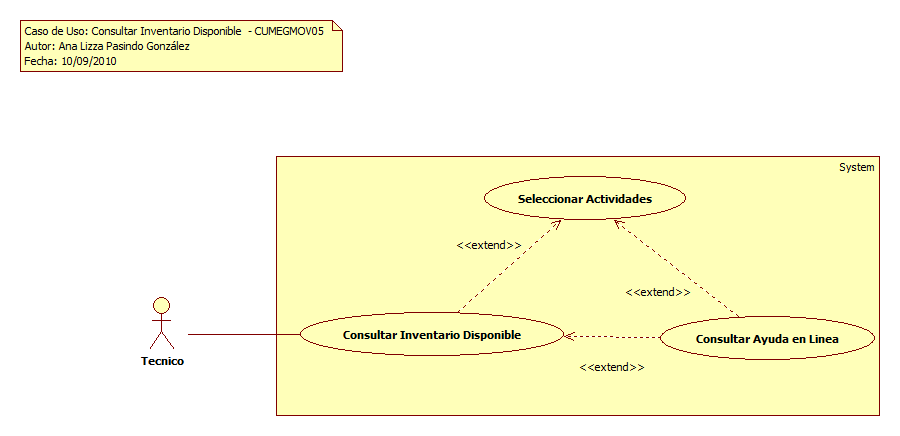 Caso de Uso: Consultar Inventario Disponible - CUMEGMOV05
Autor: Ana Lizza Pasindo González
Fecha: 10/09/2010
System
Seleccionar Actividades
<<extend>>
<<extend>>
Consultar Inventario Disponible
Consultar Ayuda en Linea
<<extend>>
Tecnico